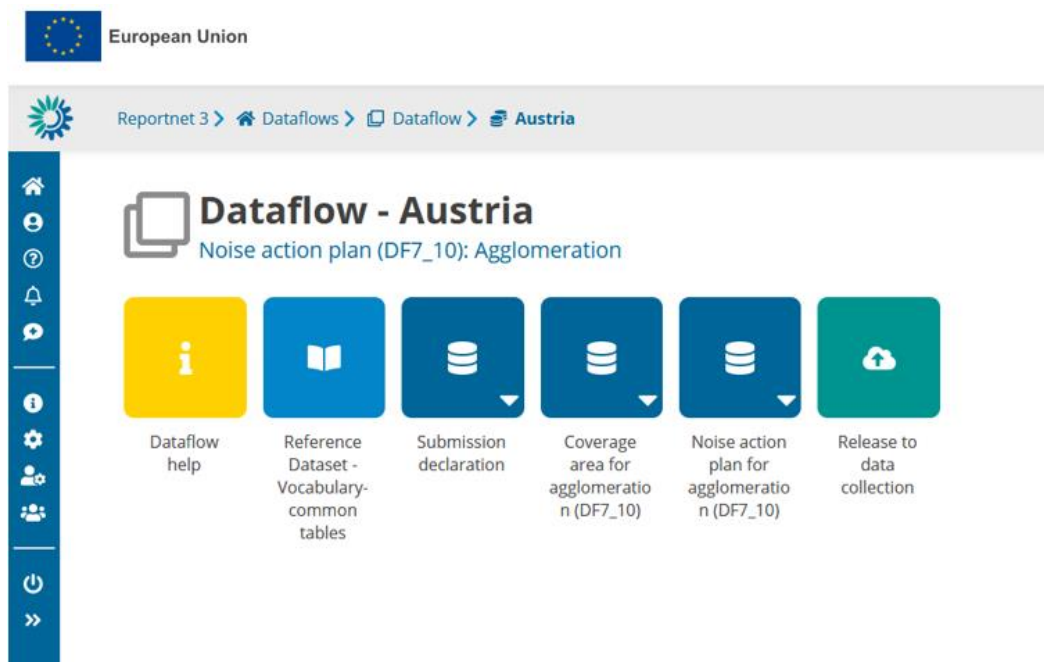 European Union
Reportnet 3 Dataflows Dataflow Austria
Dataflow - Austria
Noise action plan (DF7_10): Agglomeration
Dataflow
help
Reference
Dataset -
Vocabulary-
common
tables
Submission
declaration
Coverage
area for
agglomeratio
n (DF7_10)
Noise action
plan for
agglomeratio
n (DF7_10)
Release to
data
collection